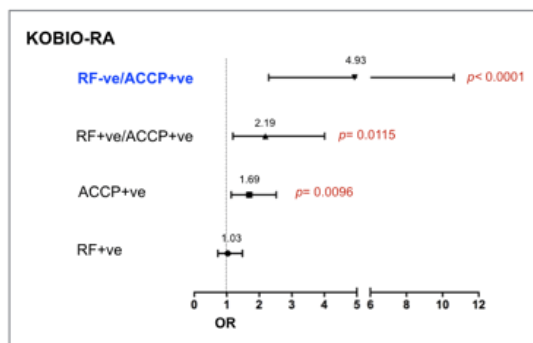 KOBIO-RA
4.93
RF-ve/ACCP+ve
p< 0.0001
2.19
RF+ve/ACCP+ve
p= 0.0115
1.69
ACCP+ve
p= 0.0096
1.03
RF+ve
0 1 2 3 4 5 6 8 10 12
OR